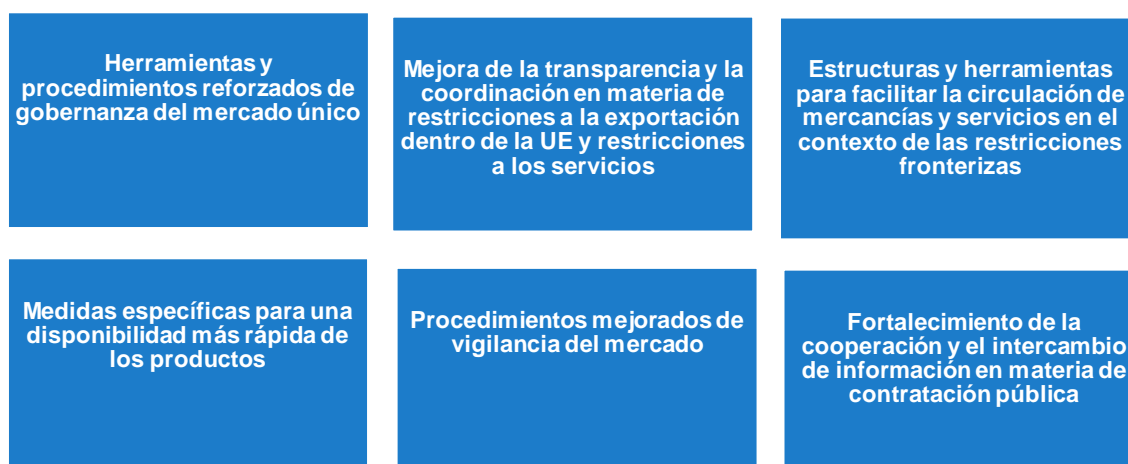 Herramientas y
procedimientos reforzados de
gobernanza del mercado único
Mejora de la transparencia y la
coordinación en materia de
restricciones a la exportación
dentro de la UE y restricciones
a los servicios
Estructuras y herramientas
para facilitar la circulación de
mercancías y servicios en el
contexto de las restricciones
fronterizas
Medidas específicas para una
disponibilidad más rápida de
los productos
Procedimientos mejorados de
vigilancia del mercado
Fortalecimiento de la
cooperación y el intercambio
de información en materia de
contratación pública